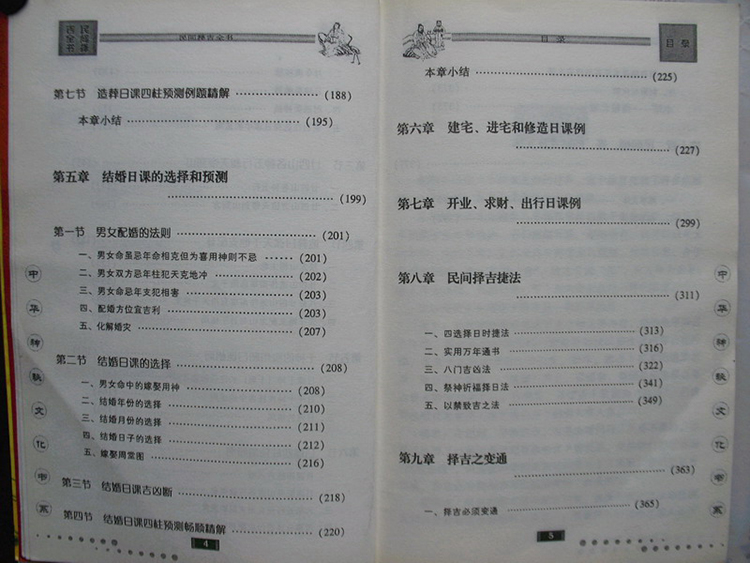 民间择吉全书
第七节 造葬日课四柱预测例题精解 (188)
本章小结 (195)
第五章 结婚日课的选择和预测
(199)
第一节 男女配婚的法则 (201)
一、男女命虽忌年命相克但为喜用神则不忌 (201)
二、男女双方忌年柱犯天克地冲 (202)
三、男女命忌年支犯相害 (203)
四、配婚方位宜吉利 (203)
五、化解婚灾 (207)
第二节 结婚日课的选择 (208)
一、男女命中的嫁娶用神 (208)
二、结婚年份的选择 (210)
三、结婚月份的选择 (211)
四、结婚日子的选择 (212)
五、嫁娶周堂图 (216)
第三节 结婚日课吉凶断 (218)
第四节 结婚日课四柱预测畅顺精解 (220)
中华神秘文化书系
4
目录
目录
本章小结 (225)
第六章 建宅、进宅和修造日课例
(227)
第七章 开业、求财、出行日课例
(299)
第八章 民间择吉捷法
(311)
一、四选择日时捷法 (313)
二、实用万年通书 (316)
三、八门吉凶法 (322)
四、祭神祈福择日法 (341)
五、以禁致吉之法 (349)
第九章 择吉之变通
(363)
一、择吉必须变通 (365)
中华神秘文化书系
5